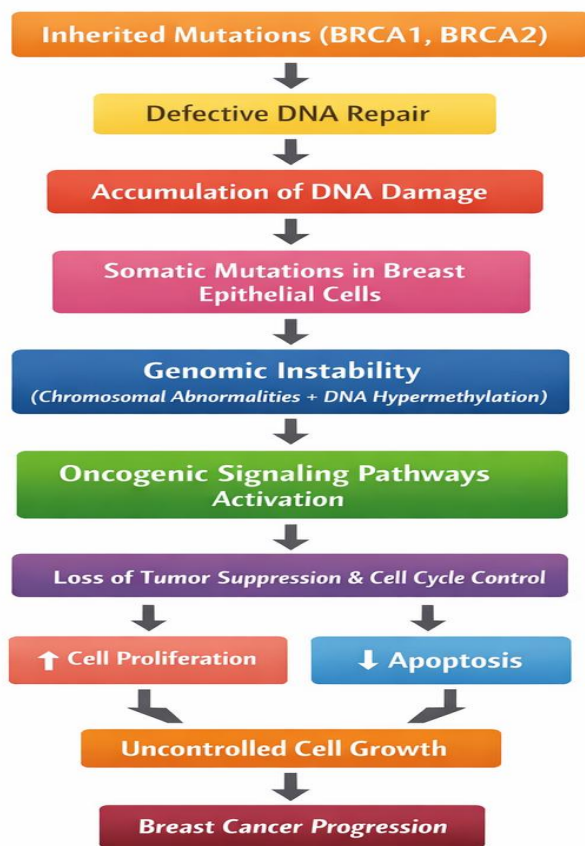 Inherited Mutations (BRCA1, BRCA2)
Defective DNA Repair
Accumulation of DNA Damage
Somatic Mutations in Breast
Epithelial Cells
Genomic Instability
(Chromosomal Abnormalities + DNA Hypermethylation)
Oncogenic Signaling Pathways
Activation
Loss of Tumor Suppression & Cell Cycle Control
↑ Cell Proliferation
↓ Apoptosis
Uncontrolled Cell Growth
Breast Cancer Progression